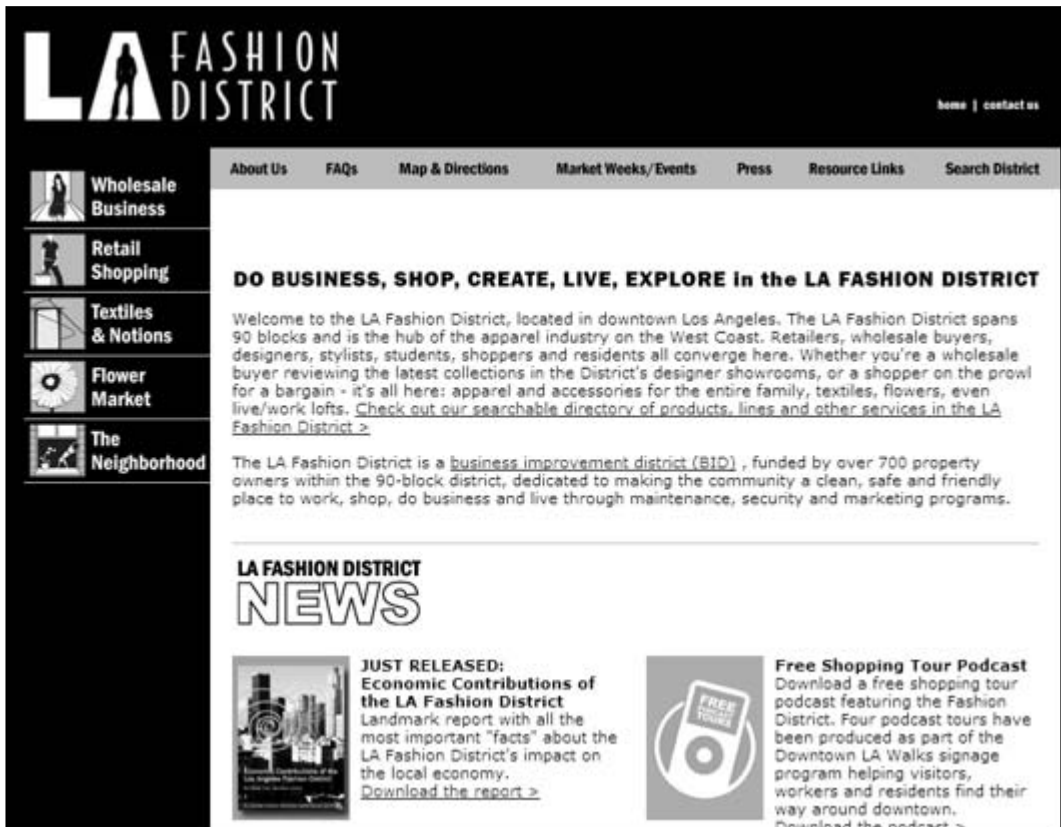 LA FASHION
DISTRICT
home | contact us
Wholesale
Business
Retail
Shopping
Textiles
& Notions
Flower
Market
The
Neighborhood
About Us FAQs Map & Directions Market Weeks/Events Press Resource Links Search District
DO BUSINESS, SHOP, CREATE, LIVE, EXPLORE in the LA FASHION DISTRICT
Welcome to the LA Fashion District, located in downtown Los Angeles. The LA Fashion District spans
90 blocks and is the hub of the apparel industry on the West Coast. Retailers, wholesale buyers,
designers, stylists, students, shoppers and residents all converge here. Whether you're a wholesale
buyer reviewing the latest collections in the District's designer showrooms, or a shopper on the prowl
for a bargain - it's all here: apparel and accessories for the entire family, textiles, flowers, even
live/work lofts. Check out our searchable directory of products, lines and other services in the LA
Fashion District >
The LA Fashion District is a business improvement district (BID) , funded by over 700 property
owners within the 90-block district, dedicated to making the community a clean, safe and friendly
place to work, shop, do business and live through maintenance, security and marketing programs.
LA FASHION DISTRICT
NEWS
Economic Contributions of the
Los Angeles Fashion District
JUST RELEASED:
Economic Contributions of
the LA Fashion District
Landmark report with all the
most important "facts" about the
LA Fashion District's impact on
the local economy.
Download the report >
FREE
PODCAST
TOURS
Free Shopping Tour Podcast
Download a free shopping tour
podcast featuring the Fashion
District. Four podcast tours have
been produced as part of the
Downtown LA Walks signage
program helping visitors,
workers and residents find their
way around downtown.
Download the podcast >